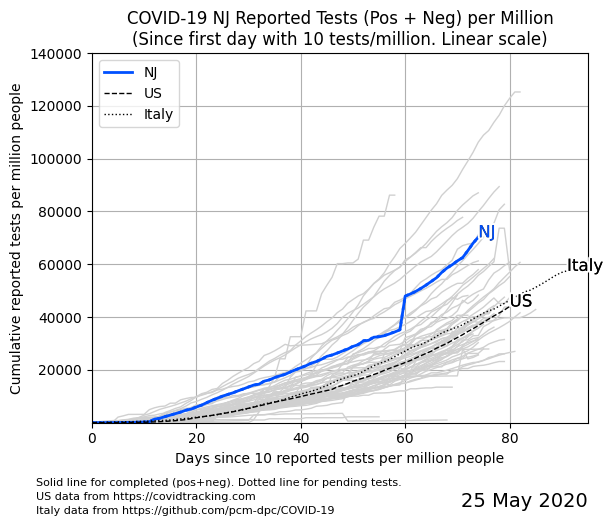 COVID-19 NJ Reported Tests (Pos + Neg) per Million
(Since first day with 10 tests/million. Linear scale)
Cumulative reported tests per million people
140000
120000
100000
80000
60000
40000
20000
NJ
US
Italy
NJ
Italy
US
0
20
40
60
80
Days since 10 reported tests per million people
Solid line for completed (pos+neg). Dotted line for pending tests.
US data from https://covidtracking.com
Italy data from https://github.com/pcm-dpc/COVID-19
25 May 2020